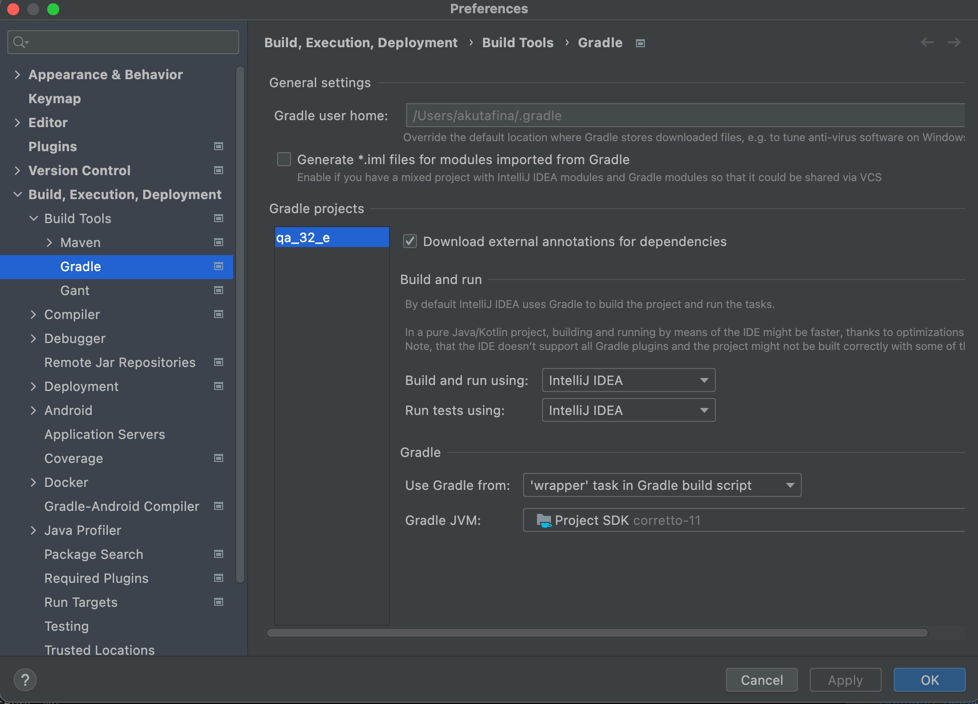 Preferences
Build, Execution, Deployment › Build Tools › Gradle
Appearance & Behavior
Keymap
Editor
Plugins
Version Control
Build, Execution, Deployment
Build Tools
Maven
Gradle
Gant
Compiler
Debugger
Remote Jar Repositories
Deployment
Android
Application Servers
Coverage
Docker
Gradle-Android Compiler
Java Profiler
Package Search
Required Plugins
Run Targets
Testing
Trusted Locations
General settings
Gradle user home: /Users/akutafina/.gradle
Override the default location where Gradle stores downloaded files, e.g. to tune anti-virus software on Windows
Generate *.iml files for modules imported from Gradle
Enable if you have a mixed project with IntelliJ IDEA modules and Gradle modules so that it could be shared via VCS
Gradle projects
qa_32_e
Download external annotations for dependencies
Build and run
By default IntelliJ IDEA uses Gradle to build the project and run the tasks.
In a pure Java/Kotlin project, building and running by means of the IDE might be faster, thanks to optimizations
Note, that the IDE doesn't support all Gradle plugins and the project might not be built correctly with some of
Build and run using: IntelliJ IDEA
Run tests using: IntelliJ IDEA
Gradle
Use Gradle from: 'wrapper' task in Gradle build script
Gradle JVM: Project SDK corretto-11
? Cancel Apply OK